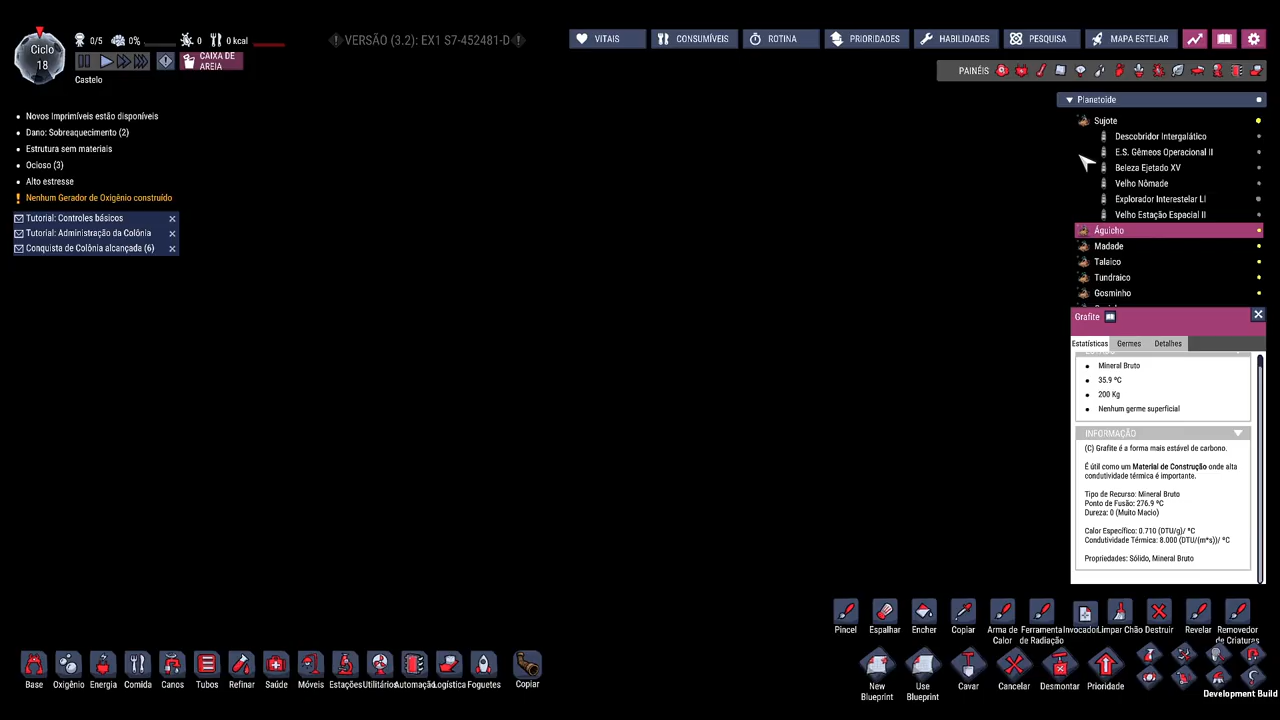 Ciclo
18
0/5
0%
0
0 kcal
CAIXA DE
AREIA
Castelo
VERSÃO (3.2): EX1 S7-452481-D
VITAIS
CONSUMÍVEIS
ROTINA
PRIORIDADES
HABILIDADES
PESQUISA
MAPA ESTELAR
PAINÉIS
Novos Imprimíveis estão disponíveis
Dano: Sobreaquecimento (2)
Estrutura sem materiais
Ocioso (3)
Alto estresse
Nenhum Gerador de Oxigênio construído
Tutorial: Controles básicos
Tutorial: Administração da Colônia
Conquista de Colônia alcançada (6)
Planetoide
Sujote
Descobridor Intergalático
E.S. Gêmeos Operacional II
Beleza Ejetado XV
Velho Nômade
Explorador Interestelar LI
Velho Estação Espacial II
Águicho
Madade
Talaico
Tundraico
Gosminho
Grafite
Estatísticas
Germes
Detalhes
Mineral Bruto
35.9 ºC
200 Kg
Nenhum germe superficial
INFORMAÇÃO
(C) Grafite é a forma mais estável de carbono.
É útil como um Material de Construção onde alta
condutividade térmica é importante.
Tipo de Recurso: Mineral Bruto
Ponto de Fusão: 276.9 ºC
Dureza: 0 (Muito Macio)
Calor Específico: 0.710 (DTU/g)/ ºC
Condutividade Térmica: 8.000 (DTU/(m*s))/ ºC
Propriedades: Sólido, Mineral Bruto
Pincel
Espalhar
Encher
Copiar
Arma de
Calor
Ferramenta
de Radiação
Invocador
Limpar Chão
Destruir
Revelar
Removedor
de Criaturas
Base
Oxigênio
Energia
Comida
Canos
Tubos
Refinar
Saúde
Móveis
Estações
Utilitários
Automação
Logística
Foguetes
Copiar
New
Blueprint
Use
Blueprint
Cavar
Cancelar
Desmontar
Prioridade
Development Build